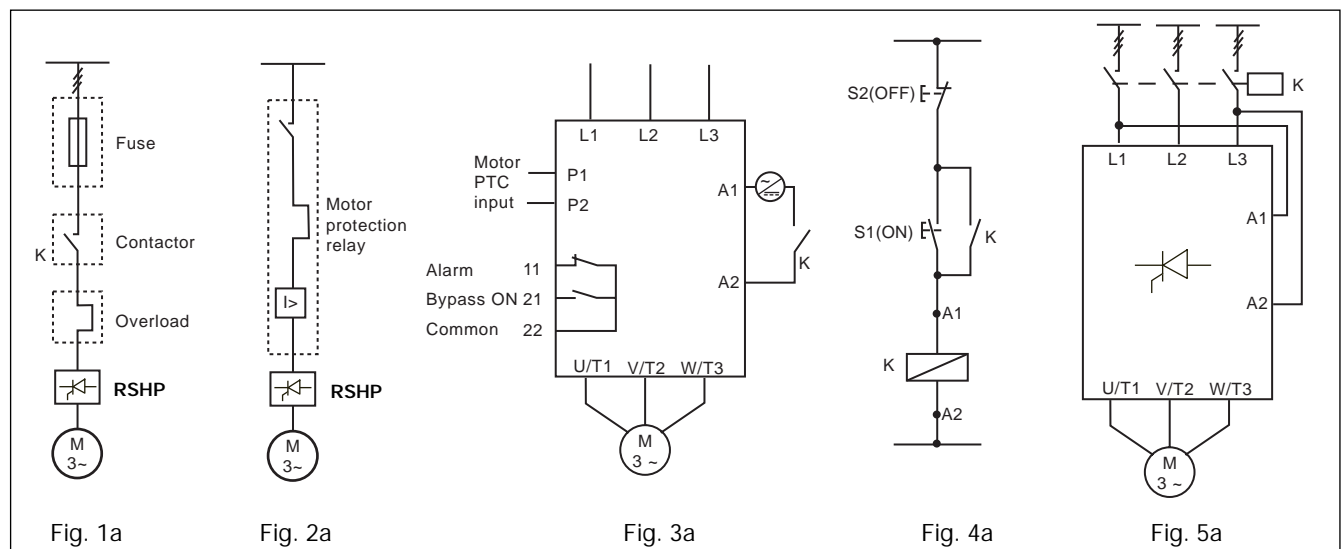 Fuse
K
Contactor
Overload
RSHP
M
3~
Fig. 1a
Motor
protection
relay
I>
RSHP
M
3~
Fig. 2a
L1 L2 L3
Motor
PTC
input
P1
P2
A1
A2
K
Alarm 11
Bypass ON 21
Common 22
U/T1 V/T2 W/T3
M
3 ~
Fig. 3a
S2(OFF)
S1(ON)
K
A1
K
A2
Fig. 4a
K
L1 L2 L3
A1
A2
U/T1 V/T2 W/T3
M
3 ~
Fig. 5a